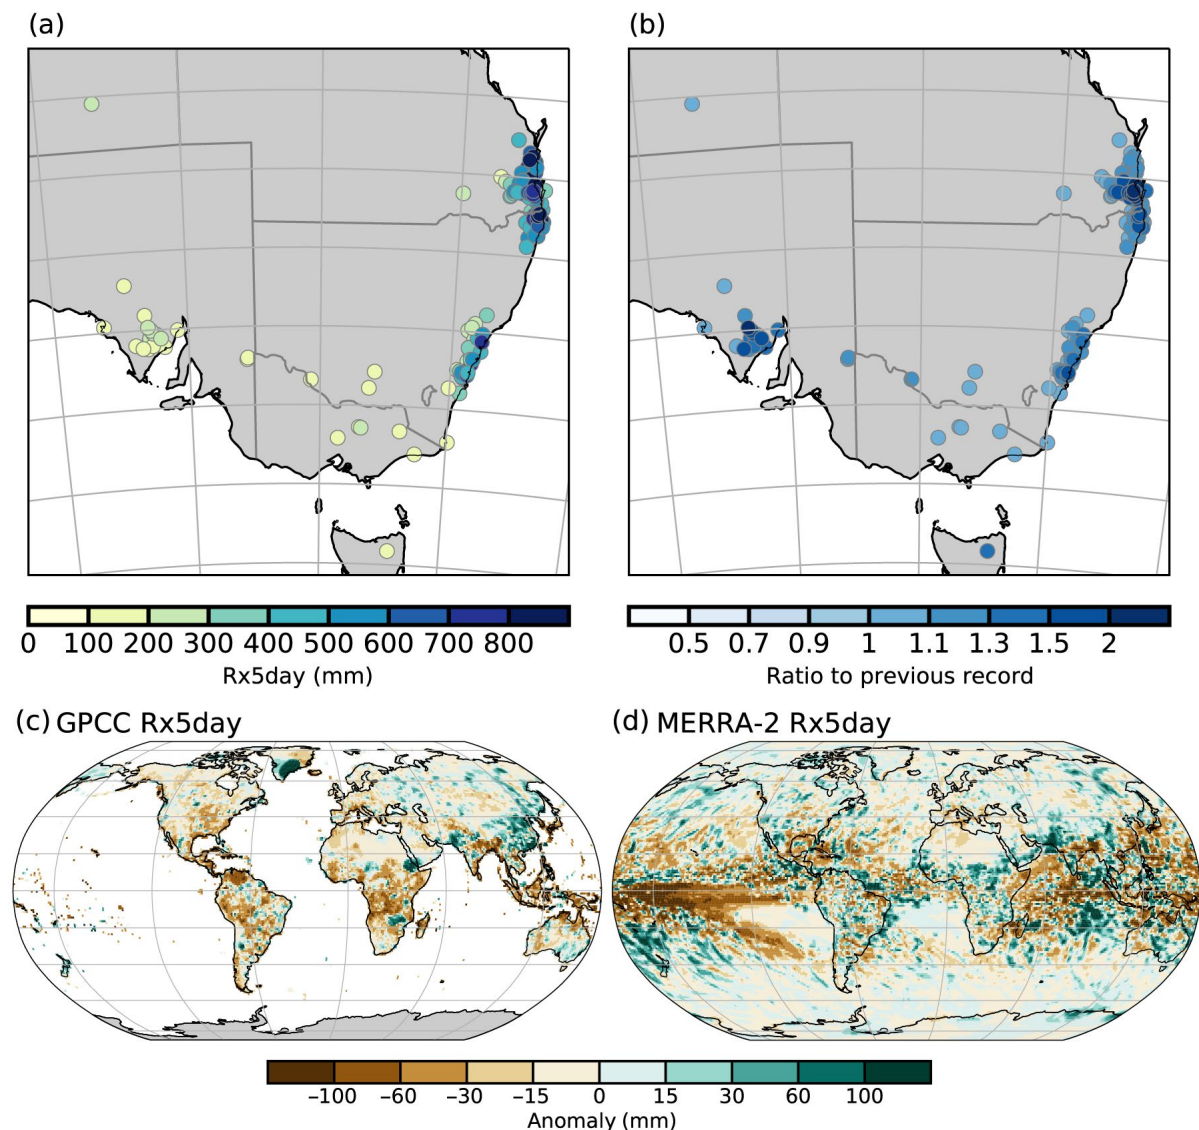 (a)
(b)
0 100 200 300 400 500 600 700 800
Rx5day (mm)
0.5 0.7 0.9 1 1.1 1.3 1.5 2
Ratio to previous record
(c) GPCC Rx5day
(d) MERRA-2 Rx5day
−100 −60 −30 −15 0 15 30 60 100
Anomaly (mm)